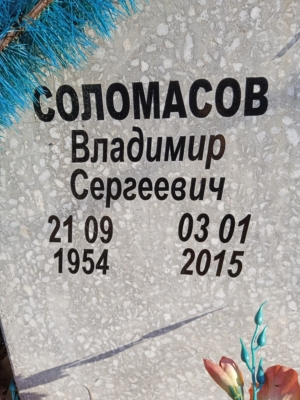 СОЛОМАСОВ
Владимир
Сергеевич
21 09 03 01
1954 2015